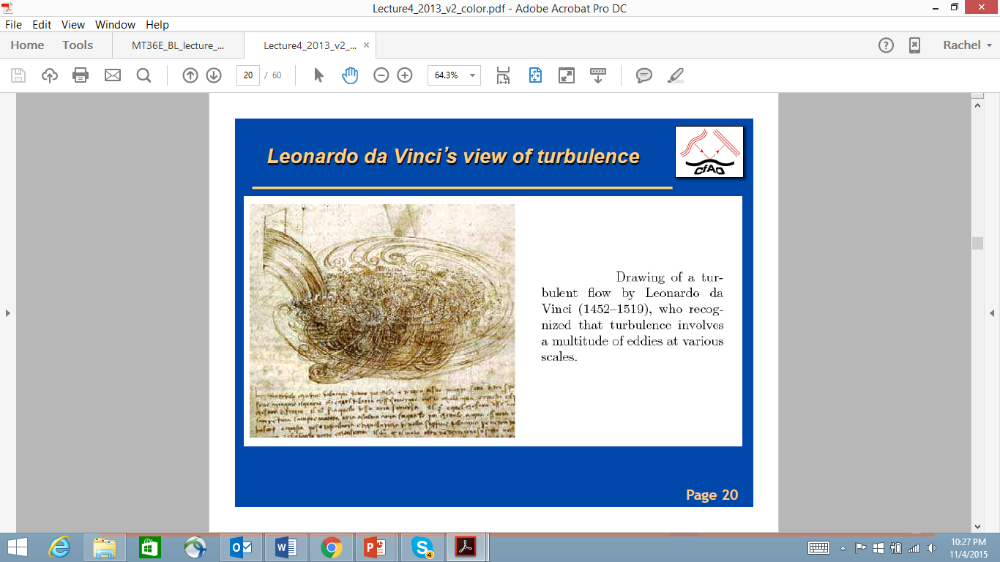 Lecture4_2013_v2_color.pdf - Adobe Acrobat Pro DC
File Edit View Window Help
Home Tools MT36E_BL_lecture_... Lecture4_2013_v2_... × Rachel
20 / 60 64.3%
Leonardo da Vinci’s view of turbulence
CfAO
Drawing of a tur-
bulent flow by Leonardo da
Vinci (1452–1519), who recog-
nized that turbulence involves
a multitude of eddies at various
scales.
Page 20
4
10:27 PM
11/4/2015